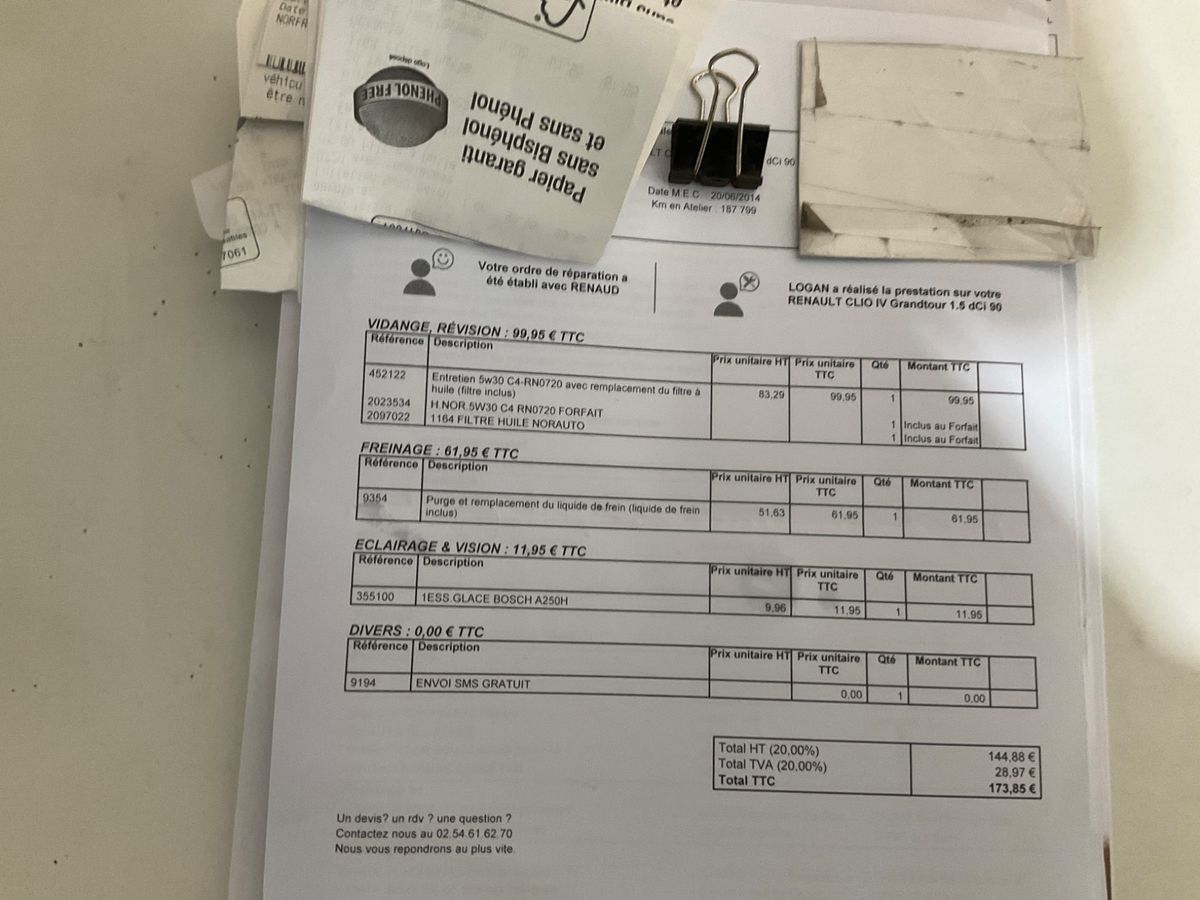 Date
NORFR
véhicu
être n
7061
Logo déposé
PHENOL FREE
Papier garanti
sans Bisphénol
et sans Phénol
dCi 90
Date M.E.C : 20/06/2014
Km en Atelier : 187 799
Votre ordre de réparation a
été établi avec RENAUD
LOGAN a réalisé la prestation sur votre
RENAULT CLIO IV Grandtour 1.5 dCi 90
VIDANGE, RÉVISION : 99,95 € TTC
Référence Description Prix unitaire HT Prix unitaire TTC Qté Montant TTC
452122 Entretien 5w30 C4-RN0720 avec remplacement du filtre à 83,29 99,95 1 99,95
huile (filtre inclus)
2023534 H.NOR.5W30 C4 RN0720 FORFAIT 1 Inclus au Forfait
2097022 1164 FILTRE HUILE NORAUTO 1 Inclus au Forfait
FREINAGE : 61,95 € TTC
Référence Description Prix unitaire HT Prix unitaire TTC Qté Montant TTC
9354 Purge et remplacement du liquide de frein (liquide de frein 51,63 61,95 1 61,95
inclus)
ECLAIRAGE & VISION : 11,95 € TTC
Référence Description Prix unitaire HT Prix unitaire TTC Qté Montant TTC
355100 1ESS.GLACE BOSCH A250H 9,96 11,95 1 11,95
DIVERS : 0,00 € TTC
Référence Description Prix unitaire HT Prix unitaire TTC Qté Montant TTC
9194 ENVOI SMS GRATUIT 0,00 1 0,00
Total HT (20,00%) 144,88 €
Total TVA (20,00%) 28,97 €
Total TTC 173,85 €
Un devis? un rdv ? une question ?
Contactez nous au 02.54.61.62.70
Nous vous repondrons au plus vite.